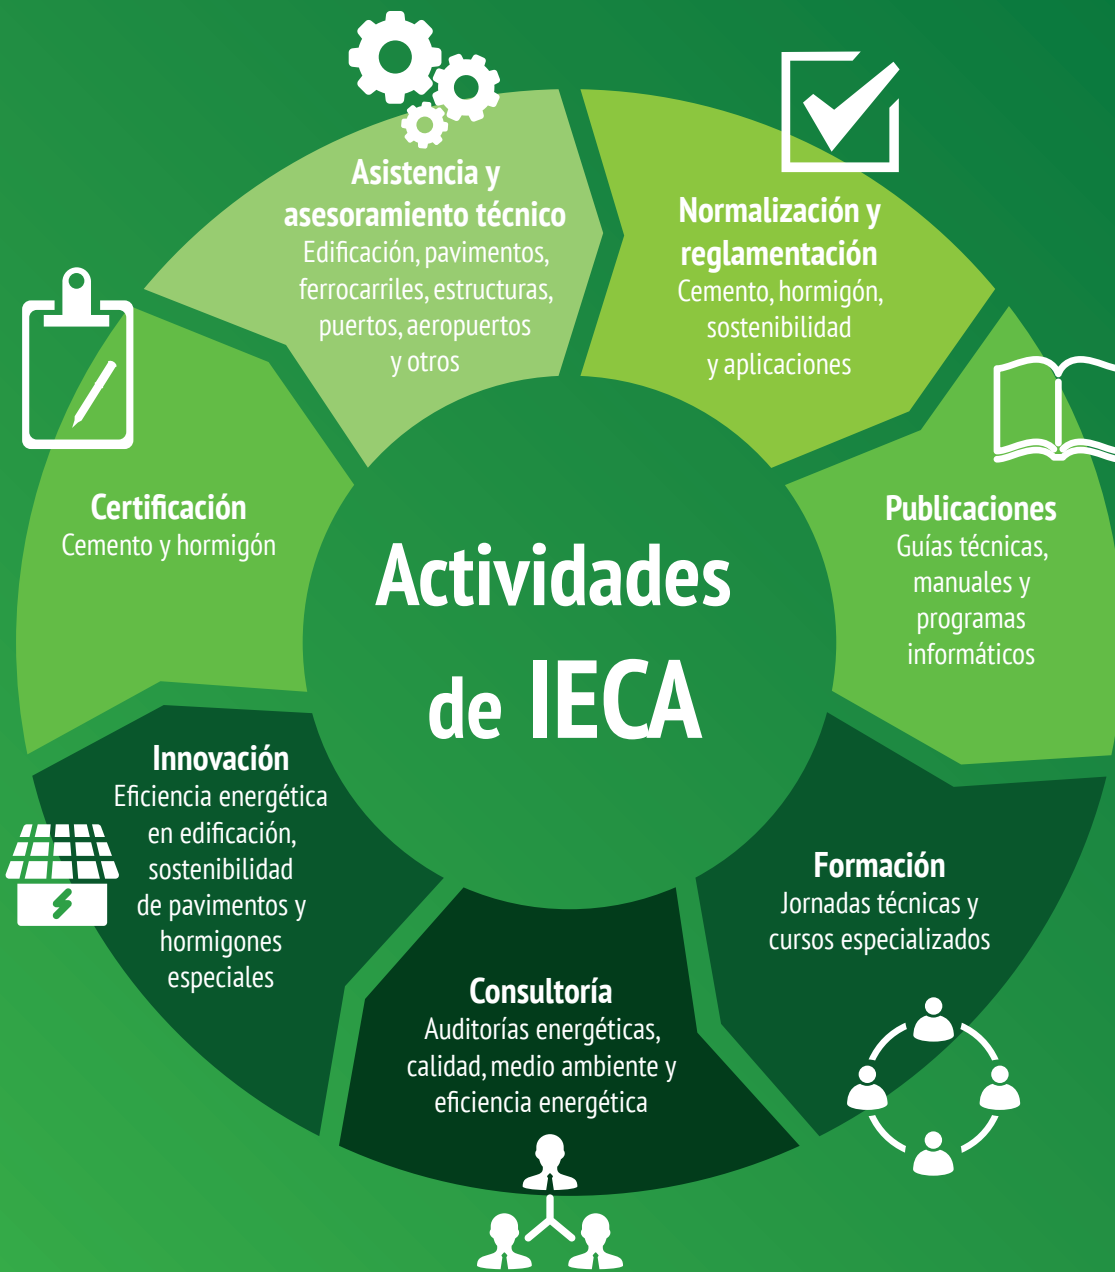 Asistencia y
asesoramiento técnico
Edificación, pavimentos,
ferrocarriles, estructuras,
puertos, aeropuertos
y otros
Normalización y
reglamentación
Cemento, hormigón,
sostenibilidad
y aplicaciones
Publicaciones
Guías técnicas,
manuales y
programas
informáticos
Formación
Jornadas técnicas y
cursos especializados
Consultoría
Auditorías energéticas,
calidad, medio ambiente y
eficiencia energética
Innovación
Eficiencia energética
en edificación,
sostenibilidad
de pavimentos y
hormigones
especiales
Certificación
Cemento y hormigón
Actividades
de IECA